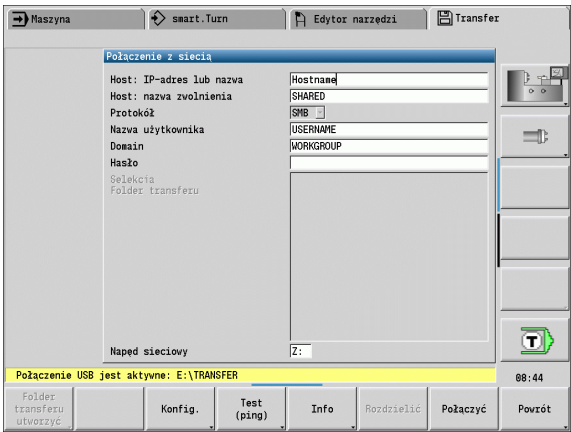 Maszyna
smart.Turn
Edytor narzędzi
Transfer
Połączenie z siecią
Host: IP-adres lub nazwa
Hostname
Host: nazwa zwolnienia
SHARED
Protokół
SMB
Nazwa użytkownika
USERNAME
Domain
WORKGROUP
Hasło
Selekcia
Folder transferu
Napęd sieciowy
Z:
T
Połączenie USB jest aktywne: E:\TRANSFER
08:44
Folder transferu utworzyć
Konfig.
Test (ping)
Info
Rozdzielić
Połączyć
Powrót